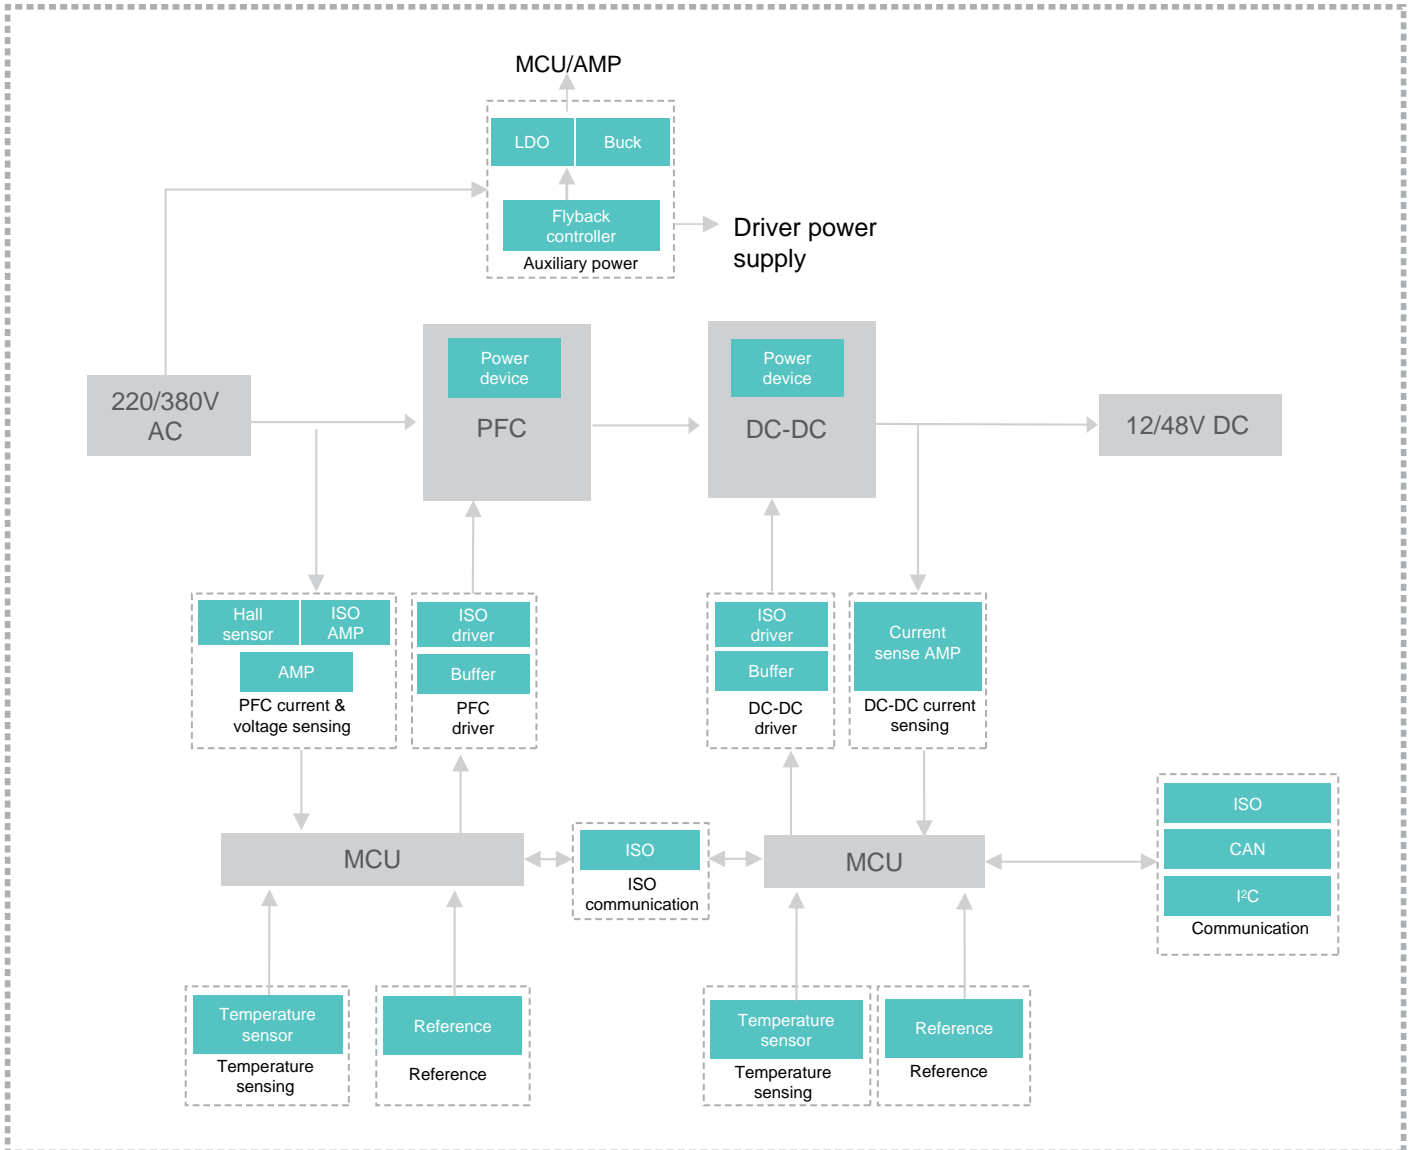 MCU/AMP
LDO
Buck
Flyback
controller
Auxiliary power
Driver power
supply
220/380V
AC
Power
device
PFC
Power
device
DC-DC
12/48V DC
Hall
sensor
ISO
AMP
AMP
PFC current &
voltage sensing
ISO
driver
Buffer
PFC
driver
ISO
driver
Buffer
DC-DC
driver
Current
sense AMP
DC-DC current
sensing
MCU
ISO
ISO
communication
MCU
ISO
CAN
I²C
Communication
Temperature
sensor
Temperature
sensing
Reference
Reference
Temperature
sensor
Temperature
sensing
Reference
Reference